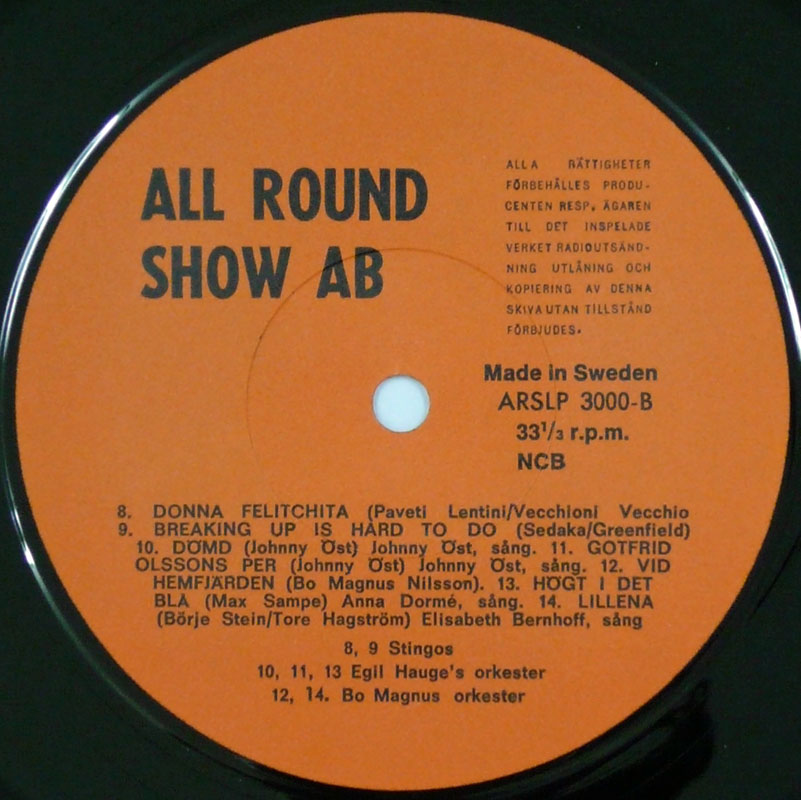 ALL ROUND
SHOW AB
ALLA RÄTTIGHETER
FÖRBEHÅLLES PRODU-
CENTEN RESP. ÄGAREN
TILL DET INSPELADE
VERKET RADIOUTSÄND-
NING UTLÅNING OCH
KOPIERING AV DENNA
SKIVA UTAN TILLSTÅND
FÖRBJUDES.
Made in Sweden
ARSLP 3000-B
33 1/3 r.p.m.
NCB
8. DONNA FELITCHITA (Paveti Lentini/Vecchioni Vecchio
9. BREAKING UP IS HARD TO DO (Sedaka/Greenfield)
10. DÖMD (Johnny Öst) Johnny Öst, sång. 11. GOTFRID
OLSSONS PER (Johnny Öst) Johnny Öst, sång. 12. VID
HEMFJÄRDEN (Bo Magnus Nilsson). 13. HÖGT I DET
BLÅ (Max Sampe) Anna Dormé, sång. 14. LILLENA
(Börje Stein/Tore Hagström) Elisabeth Bernhoff, sång
8, 9 Stingos
10, 11, 13 Egil Hauge's orkester
12, 14. Bo Magnus orkester